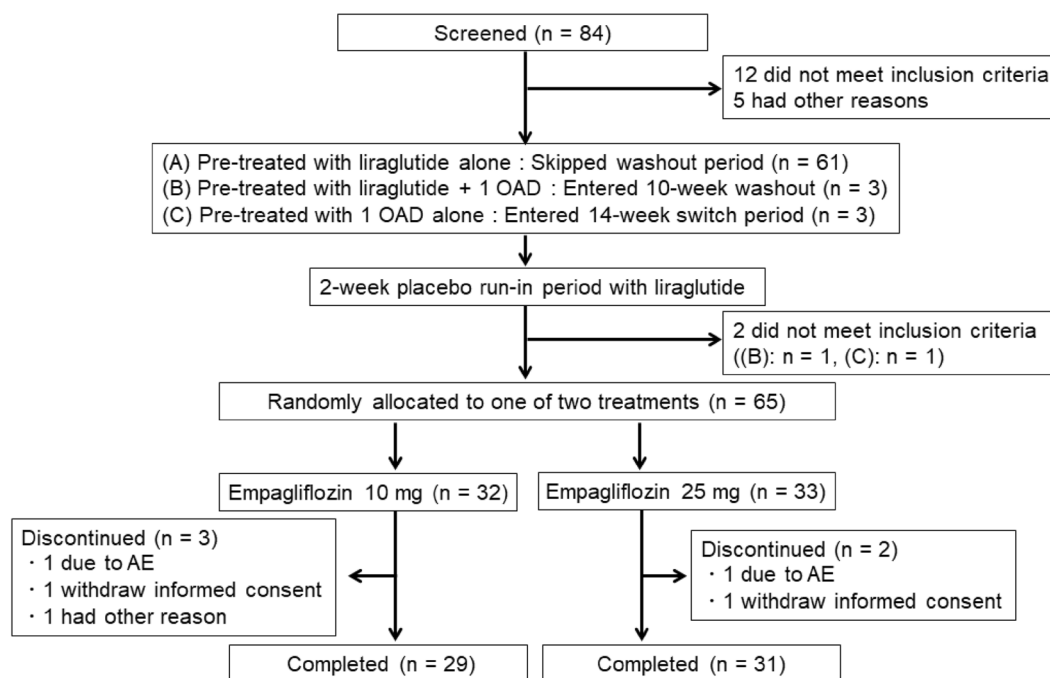 Screened (n = 84)
12 did not meet inclusion criteria
5 had other reasons
(A) Pre-treated with liraglutide alone : Skipped washout period (n = 61)
(B) Pre-treated with liraglutide + 1 OAD : Entered 10-week washout (n = 3)
(C) Pre-treated with 1 OAD alone : Entered 14-week switch period (n = 3)
2-week placebo run-in period with liraglutide
2 did not meet inclusion criteria
((B): n = 1, (C): n = 1)
Randomly allocated to one of two treatments (n = 65)
Empagliflozin 10 mg (n = 32)
Empagliflozin 25 mg (n = 33)
Discontinued (n = 3)
・1 due to AE
・1 withdraw informed consent
・1 had other reason
Discontinued (n = 2)
・1 due to AE
・1 withdraw informed consent
Completed (n = 29)
Completed (n = 31)